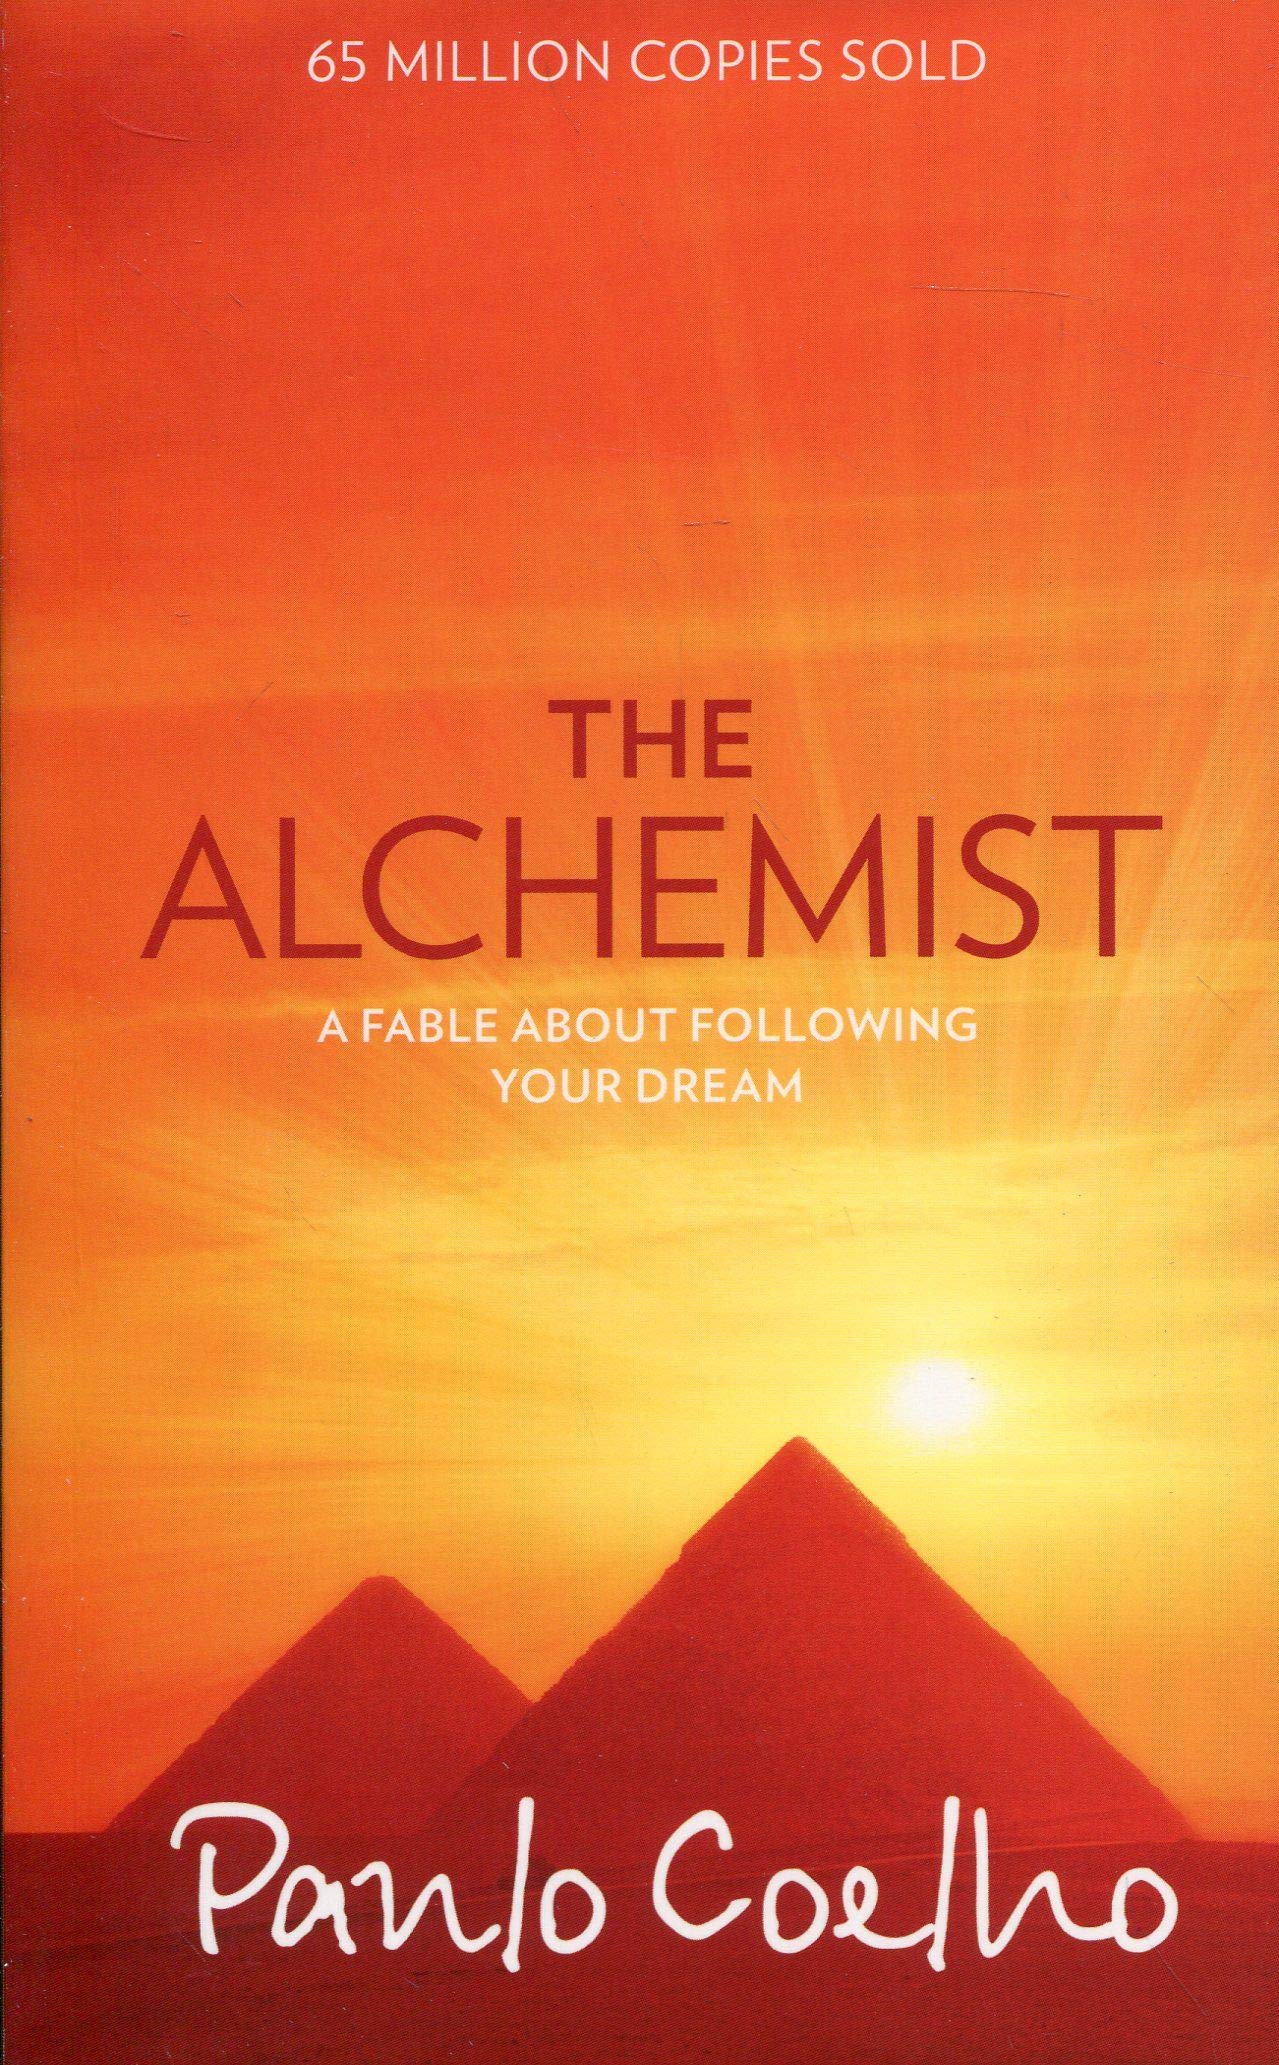 65 MILLION COPIES SOLD
THE
ALCHEMIST
A FABLE ABOUT FOLLOWING
YOUR DREAM
Paulo Coelho